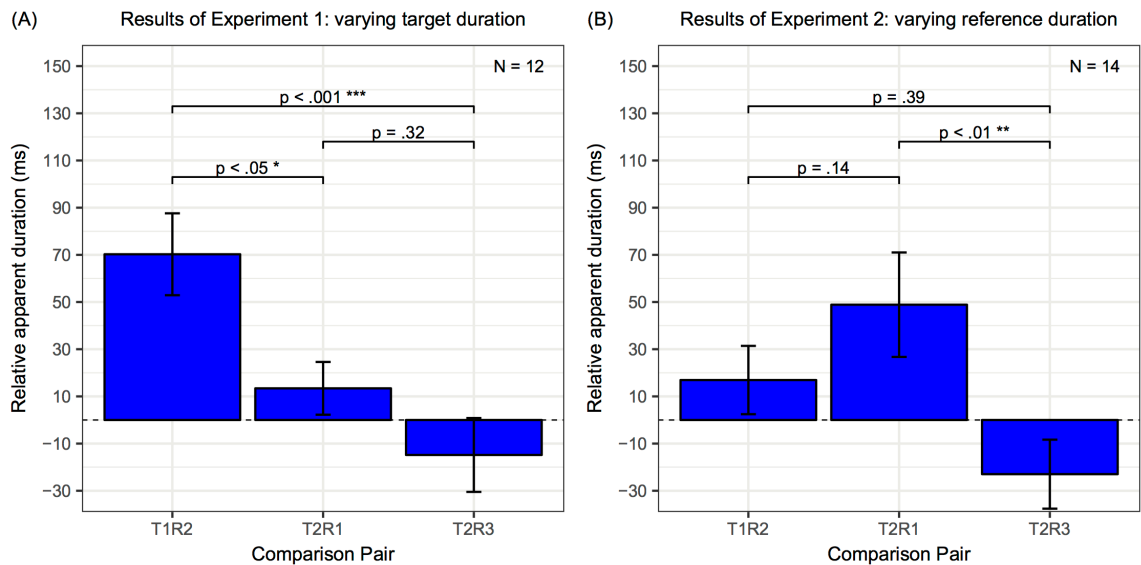 (A) Results of Experiment 1: varying target duration
N = 12
p < .001 ***
p = .32
p < .05 *
Relative apparent duration (ms)
150
130
110
90
70
50
30
10
−10
−30
T1R2 T2R1 T2R3
Comparison Pair
(B) Results of Experiment 2: varying reference duration
N = 14
p = .39
p < .01 **
p = .14
Relative apparent duration (ms)
150
130
110
90
70
50
30
10
−10
−30
T1R2 T2R1 T2R3
Comparison Pair